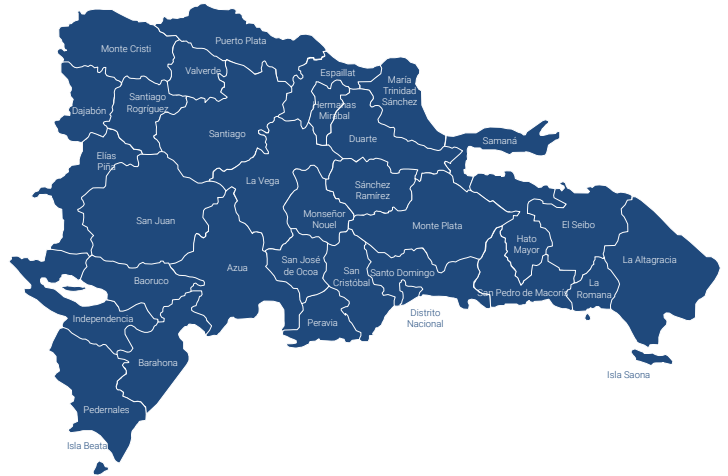 Puerto Plata
Monte Cristi
Valverde
Espaillat
María
Trinidad
Sánchez
Dajabón
Santiago
Rogríguez
Hermanas
Mirabal
Santiago
Duarte
Samaná
Elías
Piña
La Vega
Sánchez
Ramírez
San Juan
Monseñor
Nouel
Monte Plata
El Seibo
Hato
Mayor
La Altagracia
Azua
San José
de Ocoa
San
Cristóbal
Santo Domingo
Baoruco
San Pedro de Macorís
La
Romana
Independencia
Peravia
Distrito
Nacional
Barahona
Isla Saona
Pedernales
Isla Beata